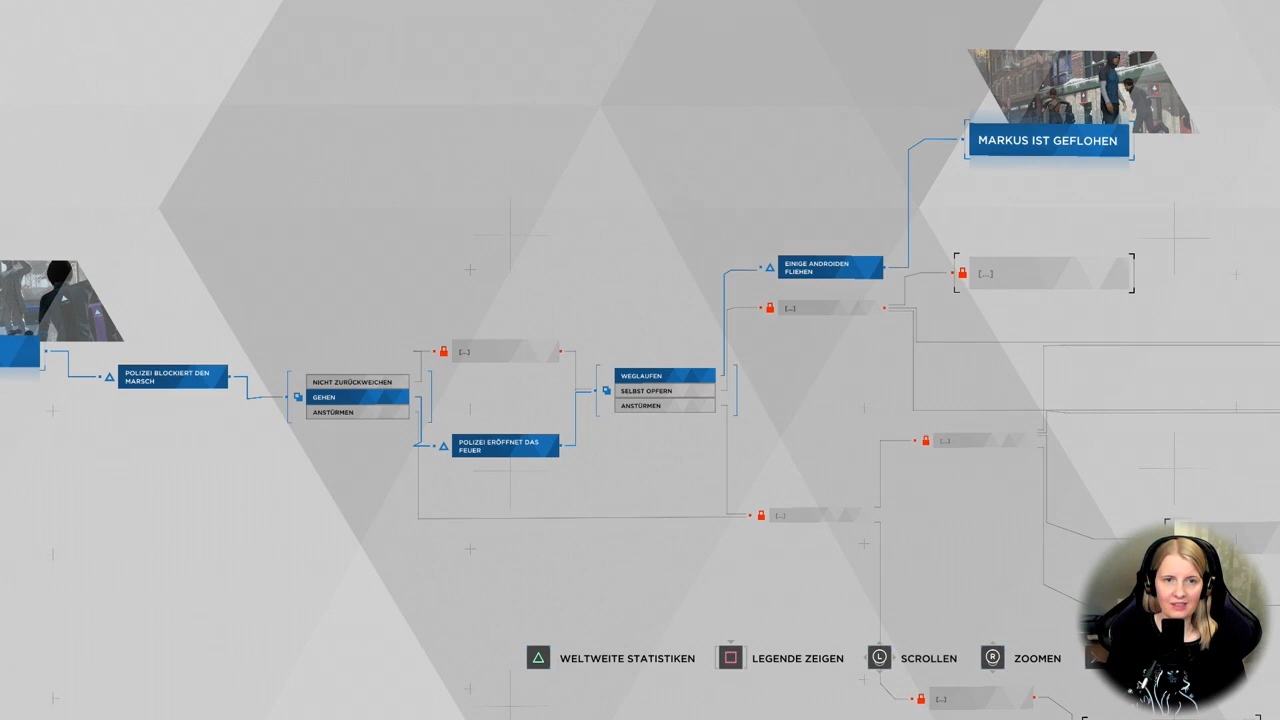 MARKUS IST GEFLOHEN
EINIGE ANDROIDEN
FLIEHEN
[...]
[...]
[...]
POLIZEI BLOCKIERT DEN
MARSCH
NICHT ZURÜCKWEICHEN
GEHEN
ANSTÜRMEN
WEGLAUFEN
SELBST OPFERN
ANSTÜRMEN
POLIZEI ERÖFFNET DAS
FEUER
[...]
[...]
WELTWEITE STATISTIKEN
LEGENDE ZEIGEN
L
SCROLLEN
R
ZOOMEN
[...]